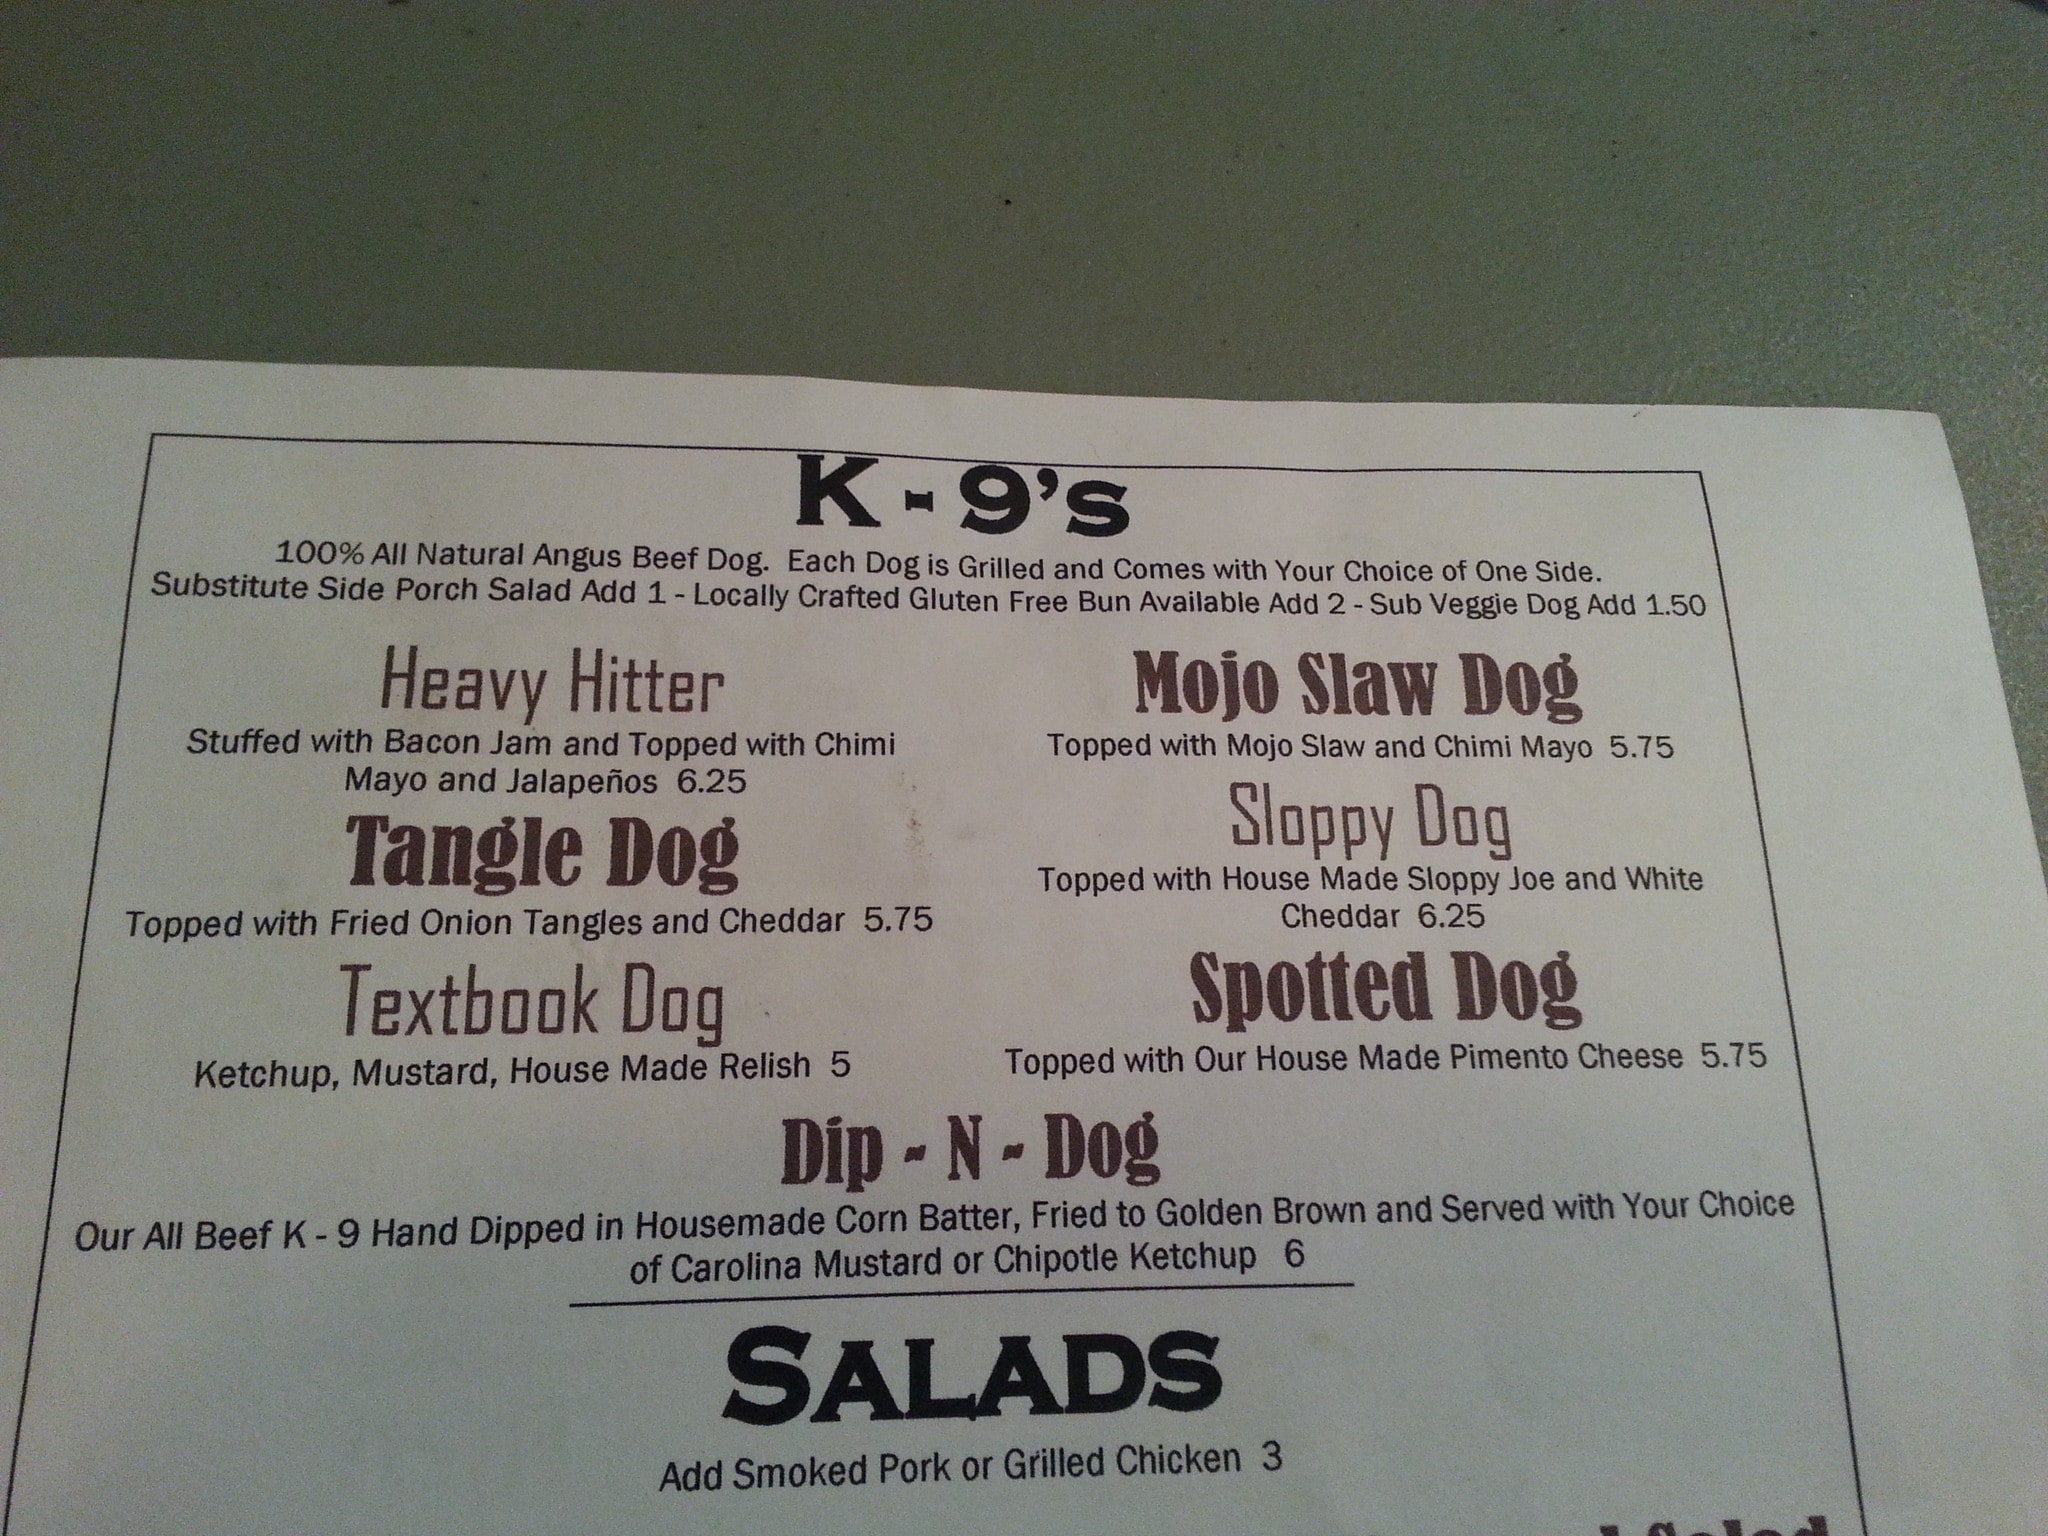 K - 9's
100% All Natural Angus Beef Dog.  Each Dog is Grilled and Comes with Your Choice of One Side.
Substitute Side Porch Salad Add 1 - Locally Crafted Gluten Free Bun Available Add 2 - Sub Veggie Dog Add 1.50
Heavy Hitter
Stuffed with Bacon Jam and Topped with Chimi
Mayo and Jalapeños 6.25
Tangle Dog
Topped with Fried Onion Tangles and Cheddar 5.75
Textbook Dog
Ketchup, Mustard, House Made Relish 5
Mojo Slaw Dog
Topped with Mojo Slaw and Chimi Mayo 5.75
Sloppy Dog
Topped with House Made Sloppy Joe and White
Cheddar 6.25
Spotted Dog
Topped with Our House Made Pimento Cheese 5.75
Dip - N - Dog
Our All Beef K - 9 Hand Dipped in Housemade Corn Batter, Fried to Golden Brown and Served with Your Choice
of Carolina Mustard or Chipotle Ketchup 6
SALADS
Add Smoked Pork or Grilled Chicken 3
Salad